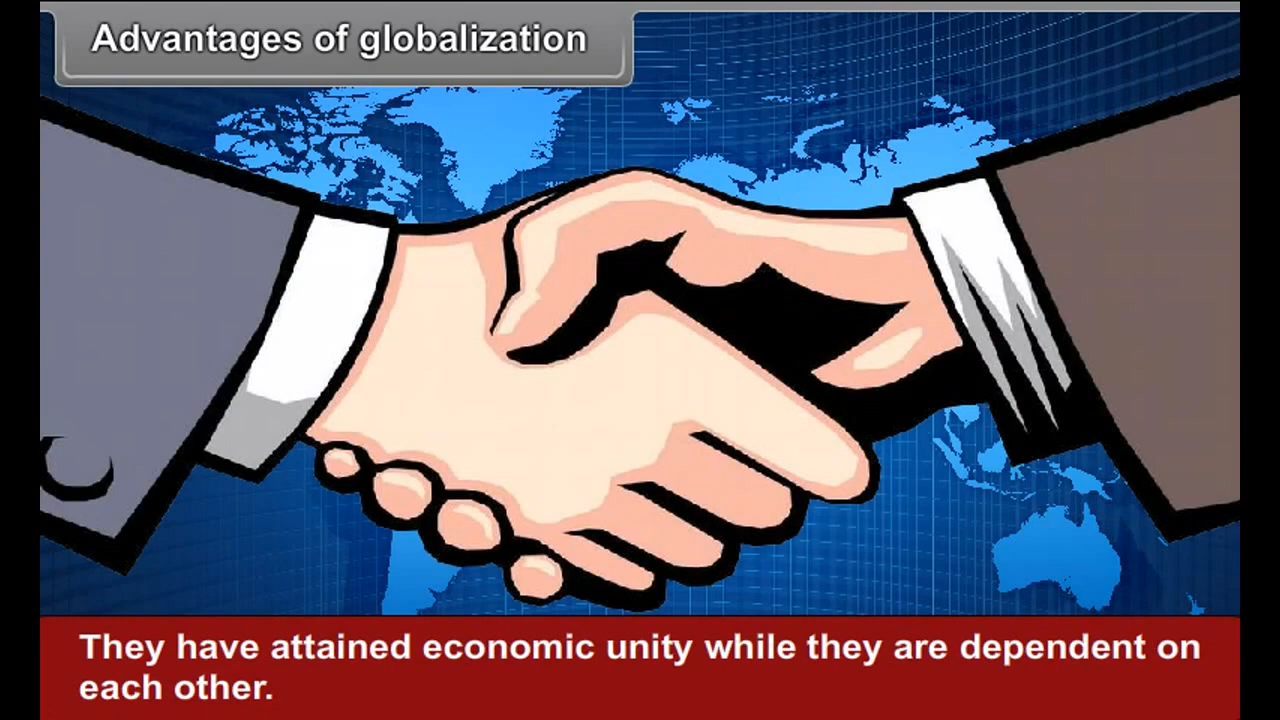 Advantages of globalization
They have attained economic unity while they are dependent on
each other.